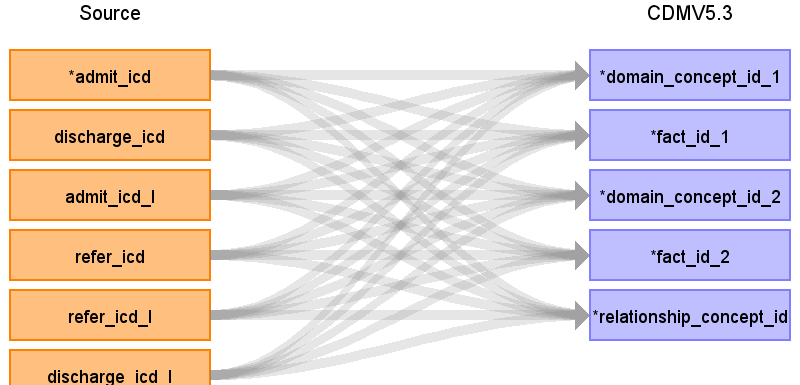 Source CDMV5.3
*admit_icd *domain_concept_id_1
discharge_icd *fact_id_1
admit_icd_l *domain_concept_id_2
refer_icd *fact_id_2
refer_icd_l *relationship_concept_id
discharge_icd_l